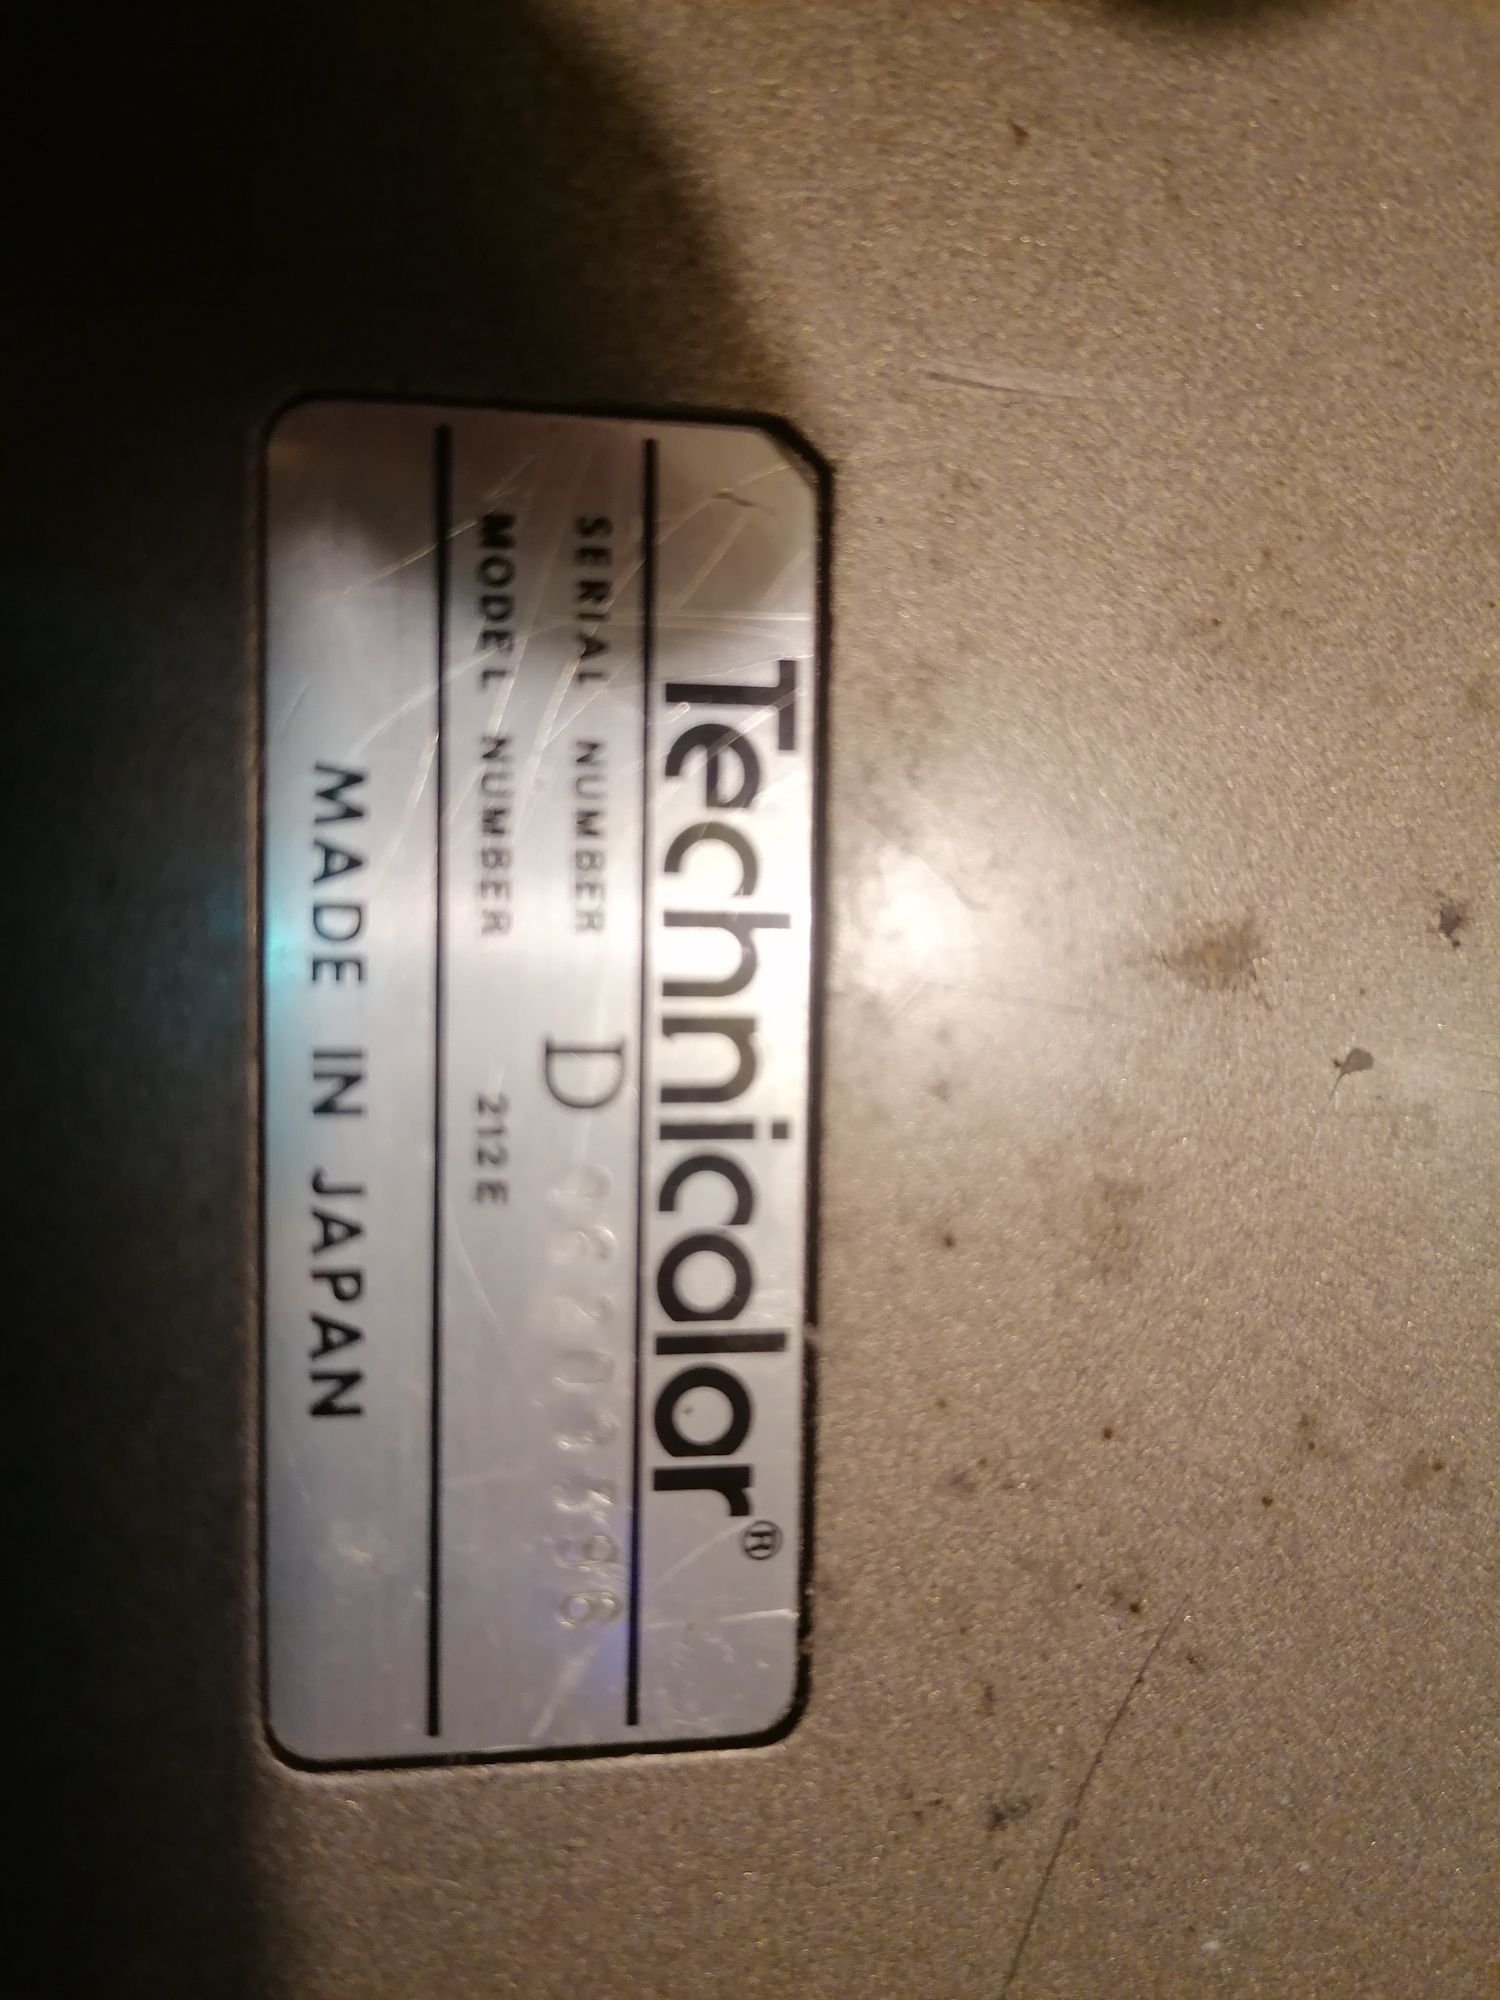 Technicolor®
SERIAL NUMBER D
MODEL NUMBER 212E
MADE IN JAPAN